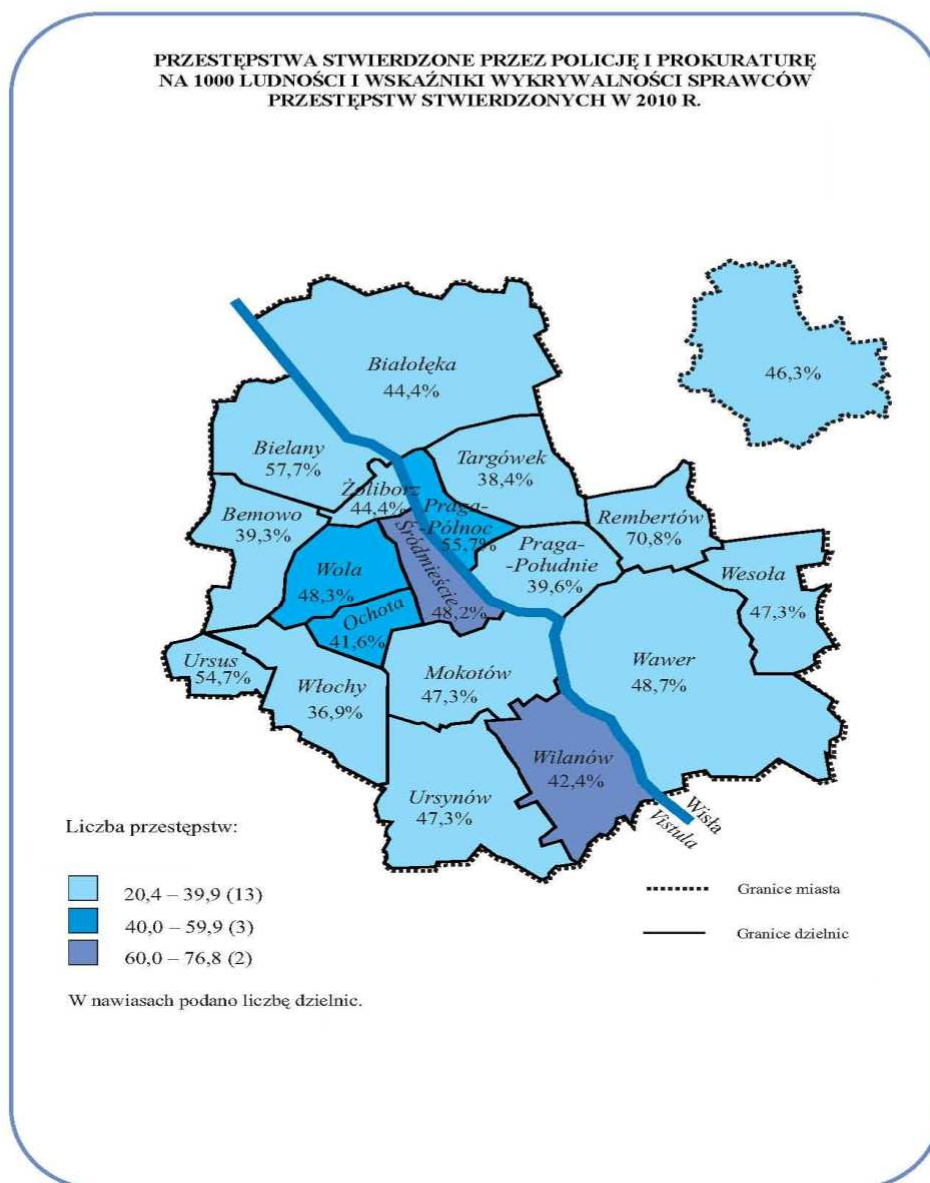 PRZESTĘPSTWA STWIERDZONE PRZEZ POLICJĘ I PROKURATURĘ
NA 1000 LUDNOŚCI I WSKAŹNIKI WYKRYWALNOŚCI SPRAWCÓW
PRZESTĘPSTW STWIERDZONYCH W 2010 R.
Białołęka
44,4%
46,3%
Bielany
57,7%
Targówek
38,4%
Żoliborz
44,4%
Praga-
-Północ
55,7%
Bemowo
39,3%
Rembertów
70,8%
Praga-
-Południe
39,6%
Śródmieście
48,2%
Wola
48,3%
Wesoła
47,3%
Ochota
41,6%
Ursus
54,7%
Włochy
36,9%
Mokotów
47,3%
Wawer
48,7%
Wilanów
42,4%
Ursynów
47,3%
Wisła
Vistula
Liczba przestępstw:
20,4 – 39,9 (13)
40,0 – 59,9 (3)
60,0 – 76,8 (2)
Granice miasta
Granice dzielnic
W nawiasach podano liczbę dzielnic.